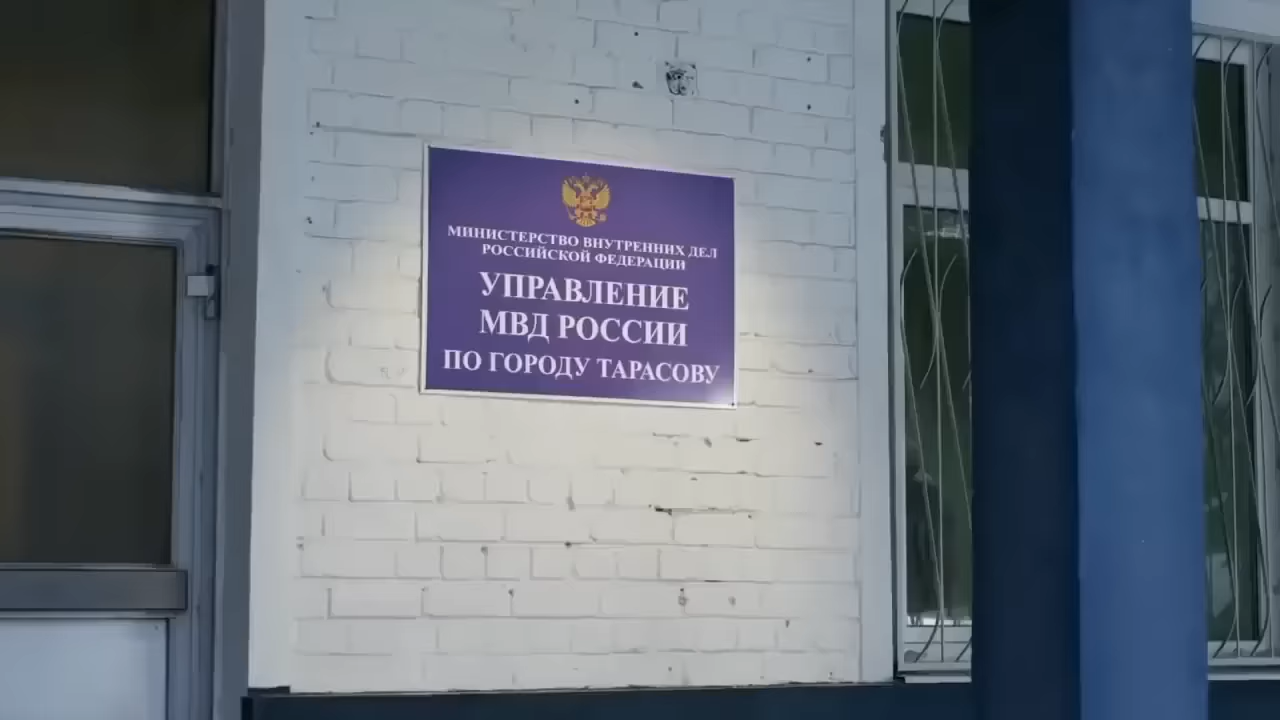 МИНИСТЕРСТВО ВНУТРЕННИХ ДЕЛ
РОССИЙСКОЙ ФЕДЕРАЦИИ
УПРАВЛЕНИЕ
МВД РОССИИ
ПО ГОРОДУ ТАРАСОВУ